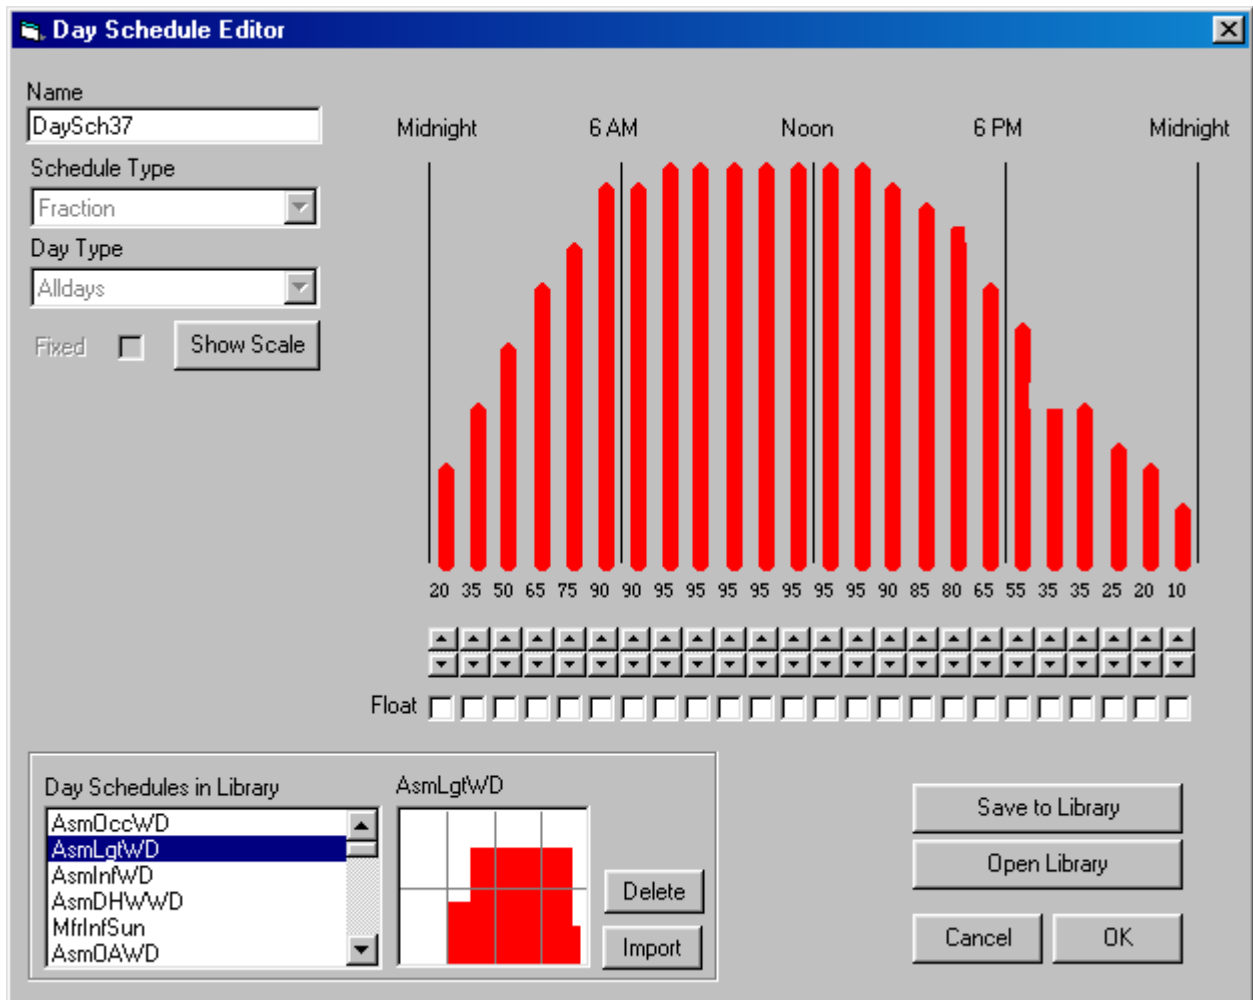 Day Schedule Editor
Name
DaySch37
Schedule Type
Fraction
Day Type
Alldays
Fixed
Show Scale
Midnight 6 AM Noon 6 PM Midnight
20 35 50 65 75 90 90 95 95 95 95 95 95 95 90 85 80 65 55 35 35 25 20 10
Float
Day Schedules in Library
AsmOccWD
AsmLgtWD
AsmInfWD
AsmDHWWD
MfrInfSun
AsmOAWD
AsmLgtWD
Delete
Import
Save to Library
Open Library
Cancel
OK